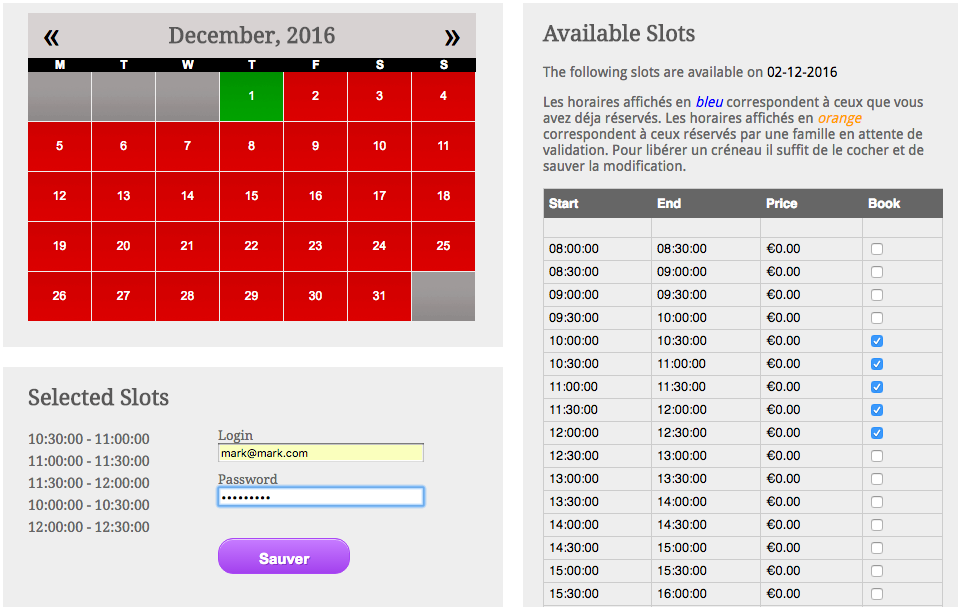 « December, 2016 »
M T W T F S S
1 2 3 4
5 6 7 8 9 10 11
12 13 14 15 16 17 18
19 20 21 22 23 24 25
26 27 28 29 30 31
Selected Slots
10:30:00 - 11:00:00
11:00:00 - 11:30:00
11:30:00 - 12:00:00
10:00:00 - 10:30:00
12:00:00 - 12:30:00
Login
mark@mark.com
Password
•••••••••
Sauver
Available Slots
The following slots are available on 02-12-2016
Les horaires affichés en bleu correspondent à ceux que vous
avez déja réservés. Les horaires affichés en orange
correspondent à ceux réservés par une famille en attente de
validation. Pour libérer un créneau il suffit de le cocher et de
sauver la modification.
Start End Price Book
08:00:00 08:30:00 €0.00
08:30:00 09:00:00 €0.00
09:00:00 09:30:00 €0.00
09:30:00 10:00:00 €0.00
10:00:00 10:30:00 €0.00
10:30:00 11:00:00 €0.00
11:00:00 11:30:00 €0.00
11:30:00 12:00:00 €0.00
12:00:00 12:30:00 €0.00
12:30:00 13:00:00 €0.00
13:00:00 13:30:00 €0.00
13:30:00 14:00:00 €0.00
14:00:00 14:30:00 €0.00
14:30:00 15:00:00 €0.00
15:00:00 15:30:00 €0.00
15:30:00 16:00:00 €0.00